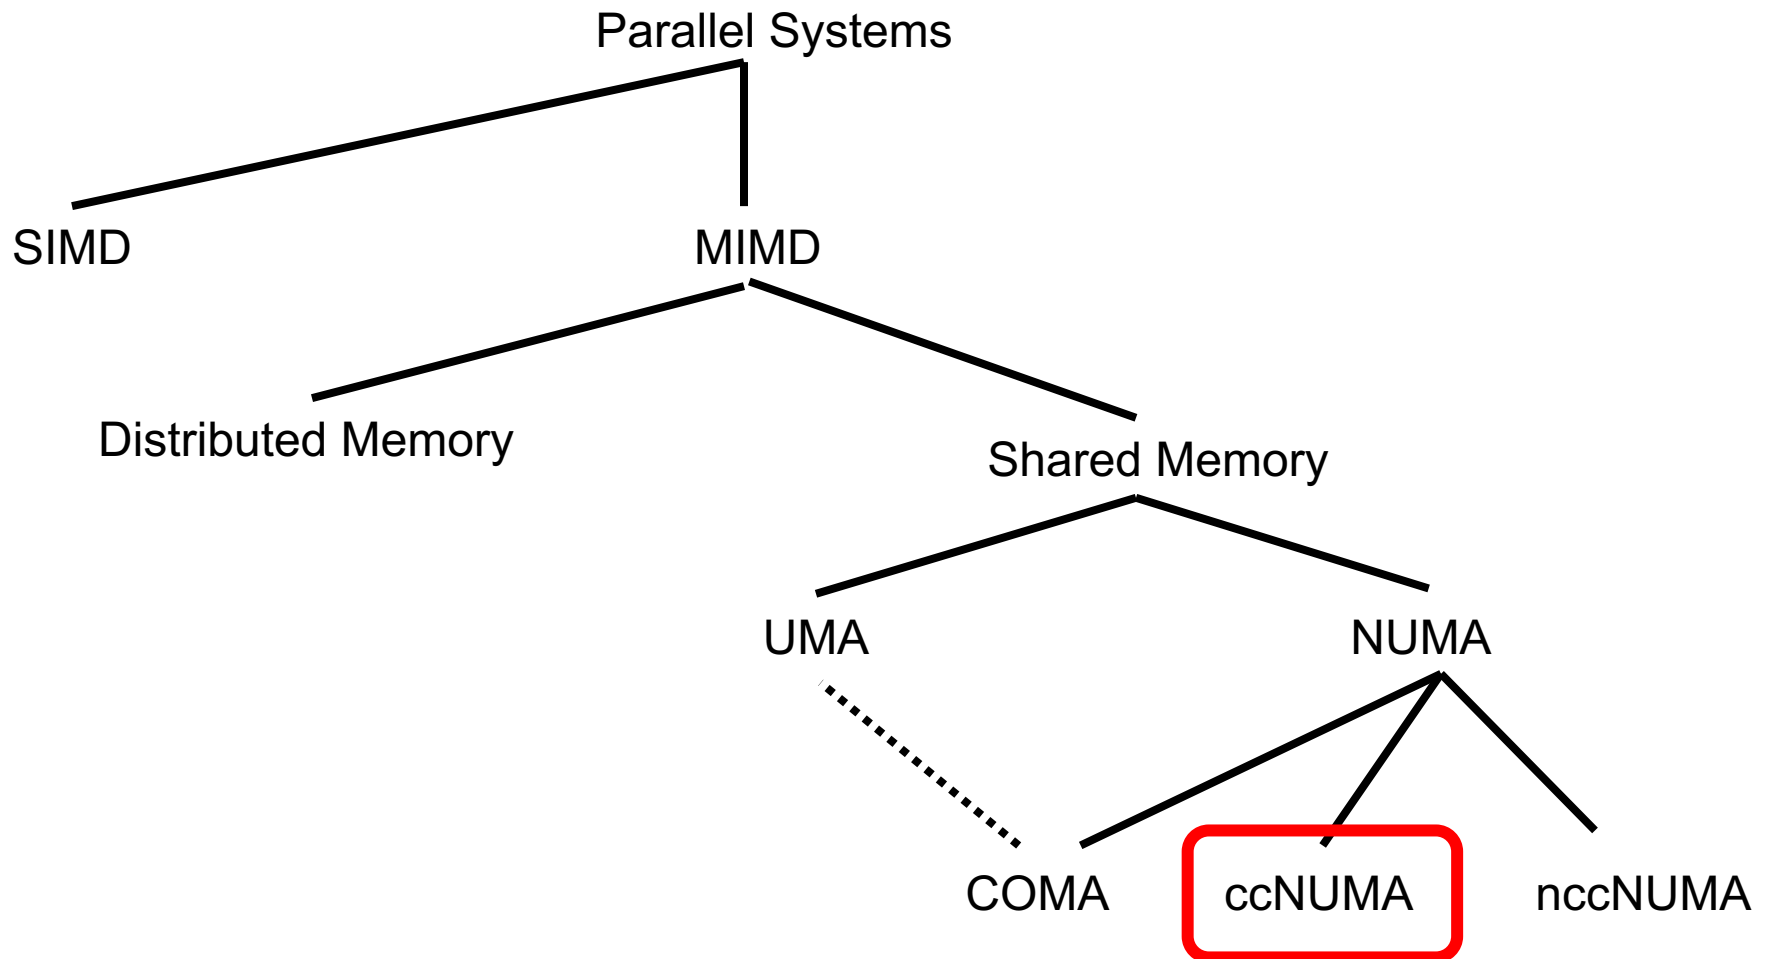 Parallel Systems
SIMD
MIMD
Distributed Memory
Shared Memory
UMA
NUMA
COMA
ccNUMA
nccNUMA